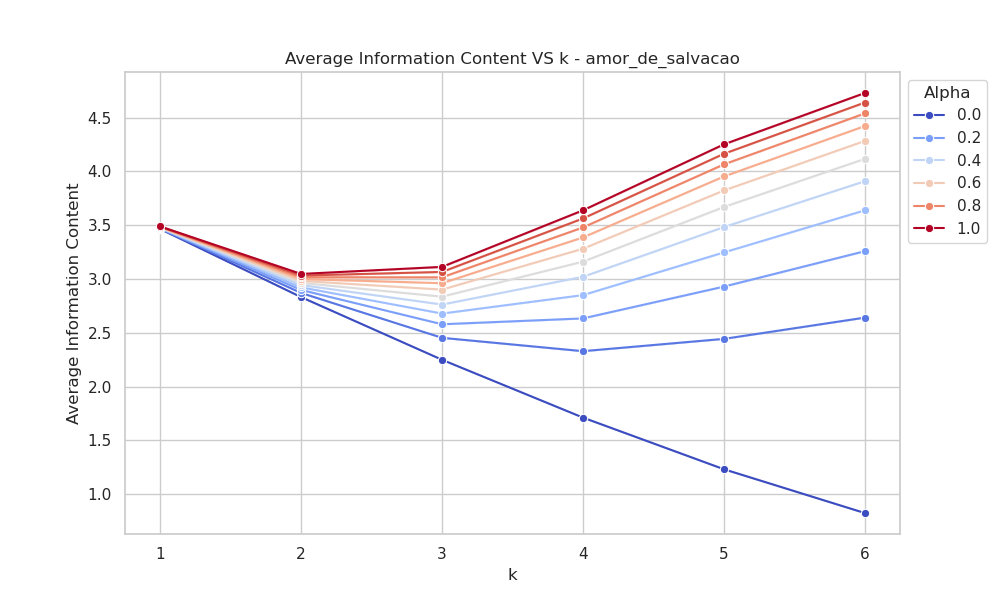 Average Information Content VS k - amor_de_salvacao
Average Information Content
4.5
4.0
3.5
3.0
2.5
2.0
1.5
1.0
1 2 3 4 5 6
k
Alpha
0.0
0.2
0.4
0.6
0.8
1.0